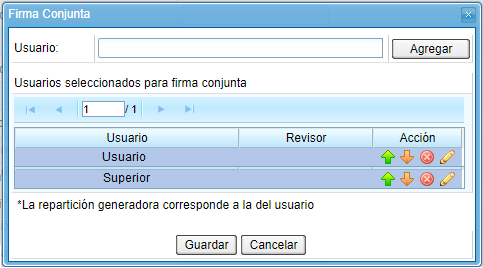 Firma Conjunta
Usuario:
Agregar
Usuarios seleccionados para firma conjunta
1 / 1
Usuario Revisor Acción
Usuario
Superior
*La repartición generadora corresponde a la del usuario
Guardar Cancelar